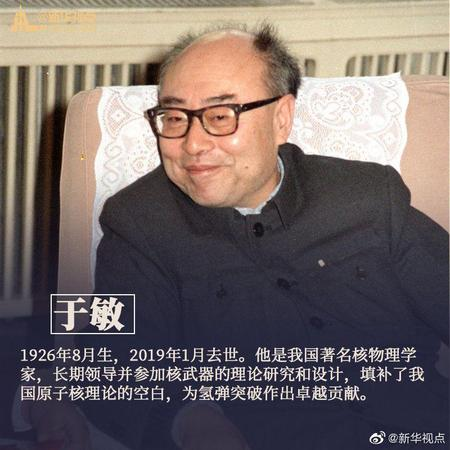 @新华视点
于敏
1926年8月生，2019年1月去世。他是我国著名核物理学
家，长期领导并参加核武器的理论研究和设计，填补了我
国原子核理论的空白，为氢弹突破作出卓越贡献。
@新华视点